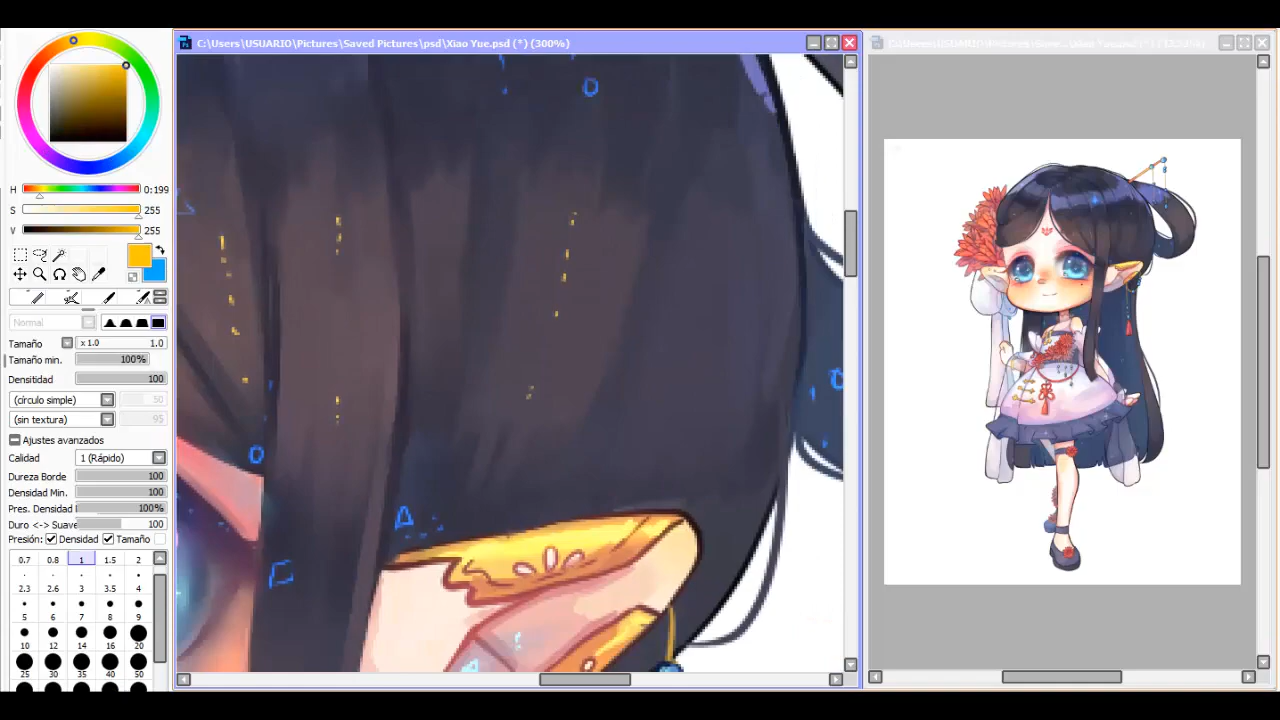 C:\Users\USUARIO\Pictures\Saved Pictures\psd\Xiao Yue.psd (*) (300%)
H 0:199
S 255
V 255
Normal
Tamaño x 1.0 1.0
Tamaño min. 100%
Densitidad 100
(círculo simple) 50
(sin textura) 95
Ajustes avanzados
Calidad 1 (Rápido)
Dureza Borde 100
Densidad Min. 100
Pres. Densidad 100%
Duro <-> Suave 100
Presión: Densidad Tamaño
0.7 0.8 1 1.5 2
2.3 2.6 3 3.5 4
5 6 7 8 9
10 12 14 16 20
25 30 35 40 50